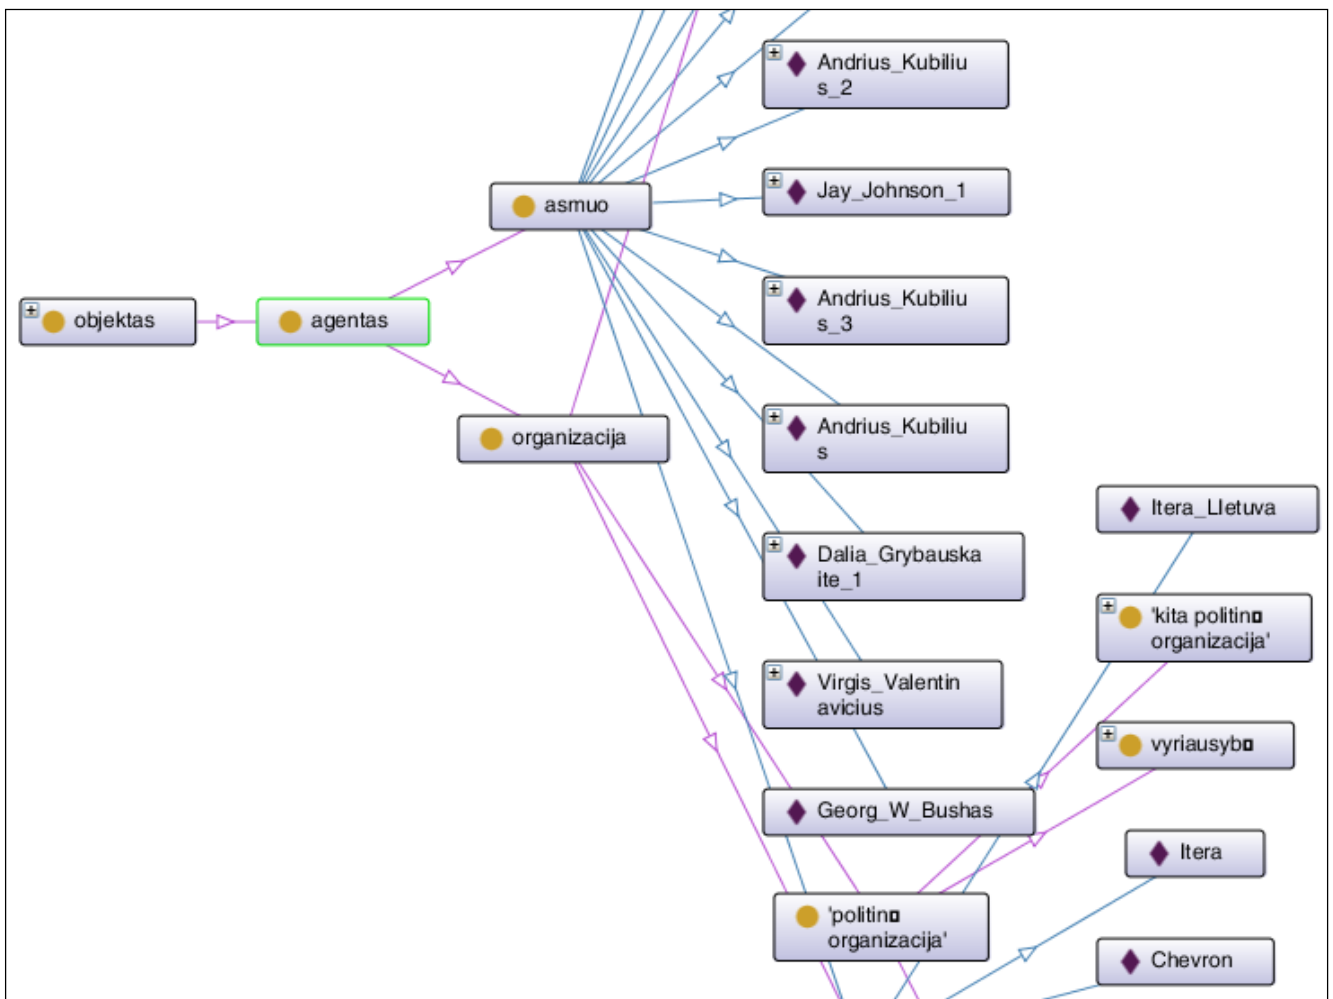 objektas
agentas
asmuo
organizacija
Andrius_Kubiliu
s_2
Jay_Johnson_1
Andrius_Kubiliu
s_3
Andrius_Kubiliu
s
Dalia_Grybauska
ite_1
Virgis_Valentin
avicius
Georg_W_Bushas
'politin□
organizacija'
Itera_LIetuva
'kita politin□
organizacija'
vyriausyb□
Itera
Chevron